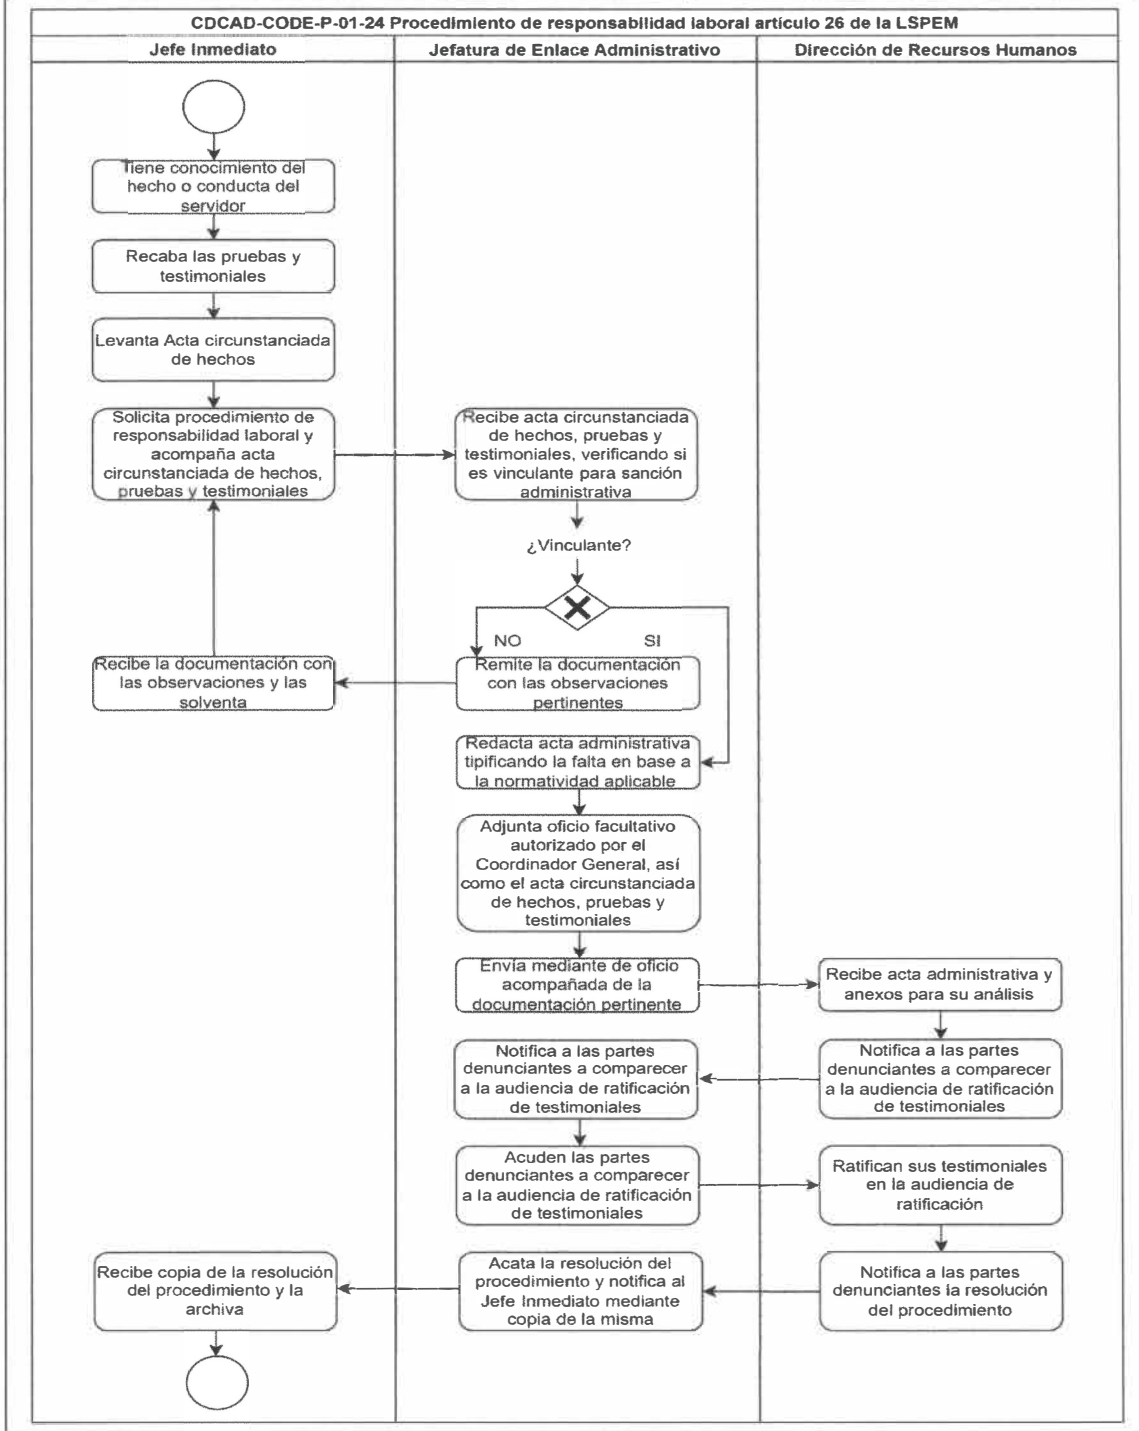 CDCAD-CODE-P-01-24 Procedimiento de responsabilidad laboral artículo 26 de la LSPEM
Jefe Inmediato
Jefatura de Enlace Administrativo
Dirección de Recursos Humanos
Tiene conocimiento del
hecho o conducta del
servidor
Recaba las pruebas y
testimoniales
Levanta Acta circunstanciada
de hechos
Solicita procedimiento de
responsabilidad laboral y
acompaña acta
circunstanciada de hechos,
pruebas y testimoniales
Recibe acta circunstanciada
de hechos, pruebas y
testimoniales, verificando si
es vinculante para sanción
administrativa
¿Vinculante?
NO
SI
Remite la documentación
con las observaciones
pertinentes
Recibe la documentación con
las observaciones y las
solventa
Redacta acta administrativa
tipificando la falta en base a
la normatividad aplicable
Adjunta oficio facultativo
autorizado por el
Coordinador General, así
como el acta circunstanciada
de hechos, pruebas y
testimoniales
Envía mediante de oficio
acompañada de la
documentación pertinente
Recibe acta administrativa y
anexos para su análisis
Notifica a las partes
denunciantes a comparecer
a la audiencia de ratificación
de testimoniales
Notifica a las partes
denunciantes a comparecer
a la audiencia de ratificación
de testimoniales
Acuden las partes
denunciantes a comparecer
a la audiencia de ratificación
de testimoniales
Ratifican sus testimoniales
en la audiencia de
ratificación
Notifica a las partes
denunciantes la resolución
del procedimiento
Acata la resolución del
procedimiento y notifica al
Jefe Inmediato mediante
copia de la misma
Recibe copia de la resolución
del procedimiento y la
archiva